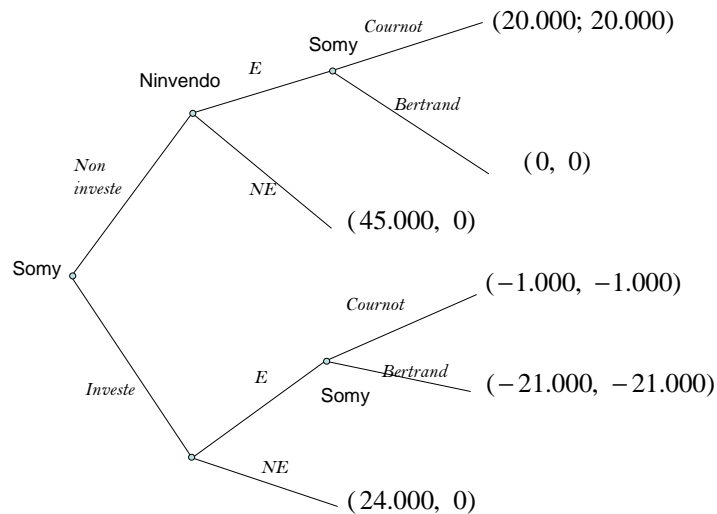 Cournot
(20.000; 20.000)
Somy
E
Ninvendo
Bertrand
(0, 0)
Non
investe
NE
(45.000, 0)
Somy
(−1.000, −1.000)
Cournot
E
Bertrand
(−21.000, −21.000)
Investe
Somy
NE
(24.000, 0)